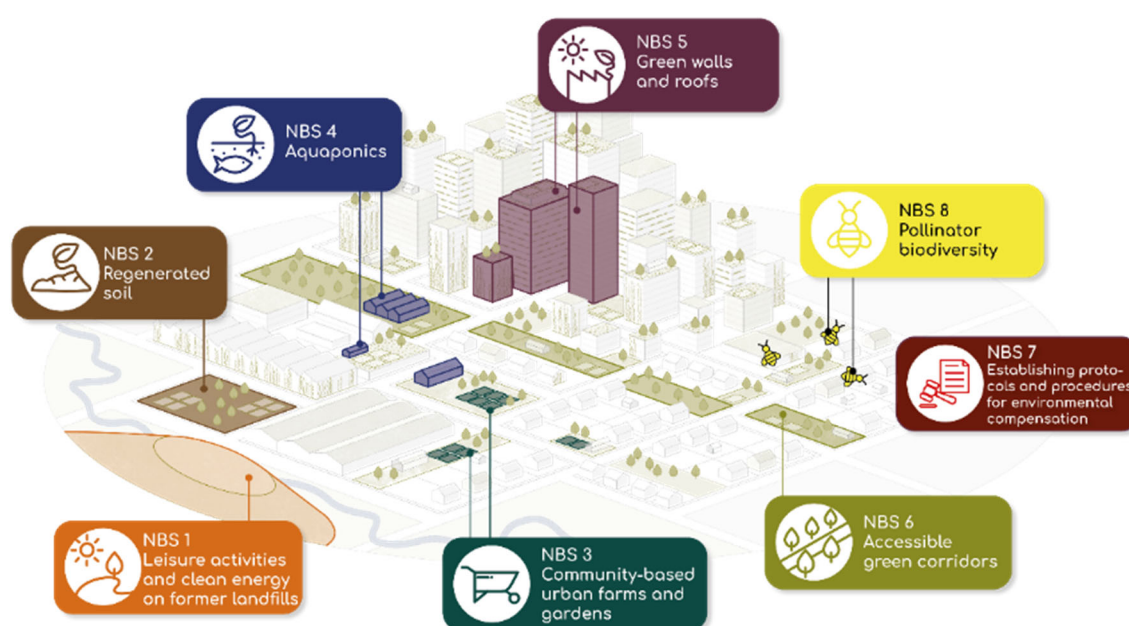 NBS 5
Green walls
and roofs
NBS 4
Aquaponics
NBS 8
Pollinator
biodiversity
NBS 2
Regenerated
soil
NBS 7
Establishing proto-
cols and procedures
for environmental
compensation
NBS 1
Leisure activities
and clean energy
on former landfills
NBS 3
Community-based
urban farms and
gardens
NBS 6
Accessible
green corridors